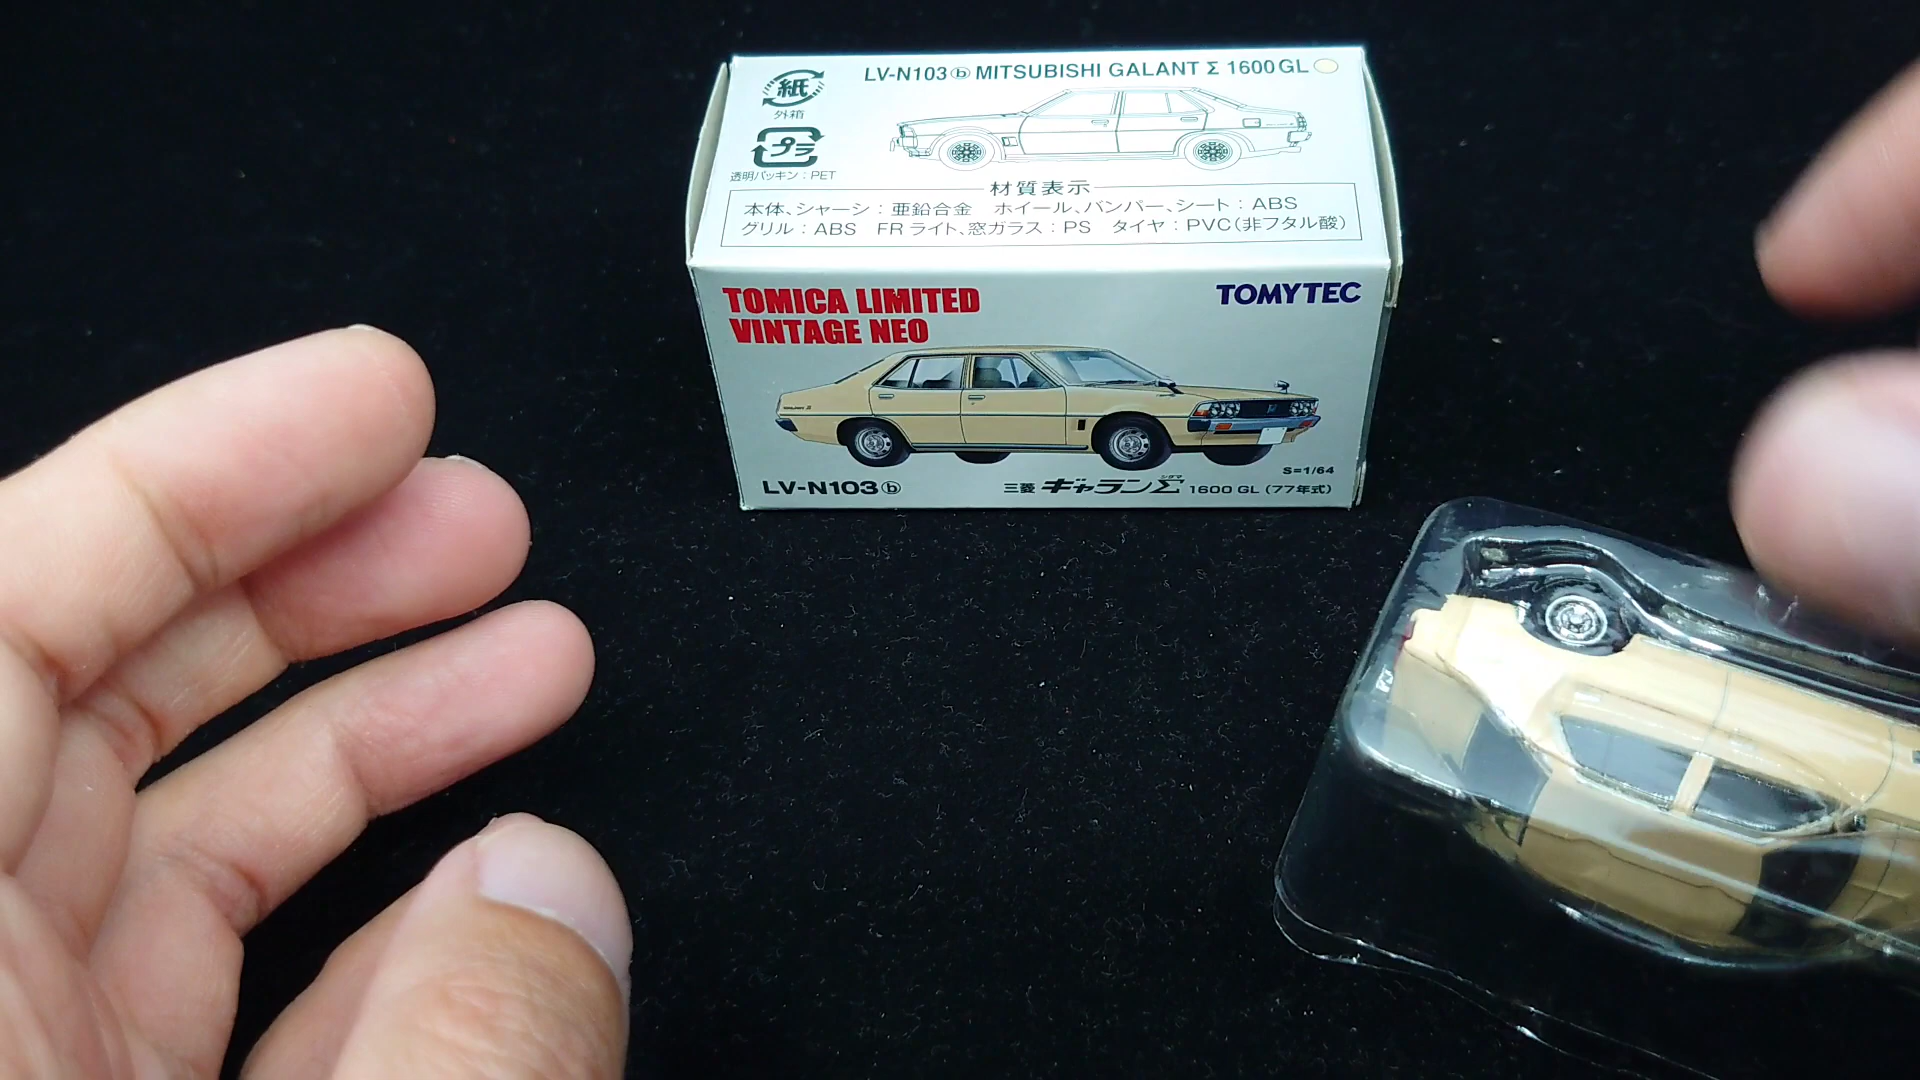 LV-N103ⓑ MITSUBISHI GALANT Σ 1600GL
紙
外箱
プラ
透明パッキン：PET
材質表示
本体、シャーシ：亜鉛合金　ホイール、バンパー、シート：ABS
グリル：ABS　FRライト、窓ガラス：PS　タイヤ：PVC（非フタル酸）
TOMICA LIMITED
VINTAGE NEO
TOMYTEC
S=1/64
LV-N103ⓑ
シグマ
三菱 ギャランΣ 1600 GL（77年式）